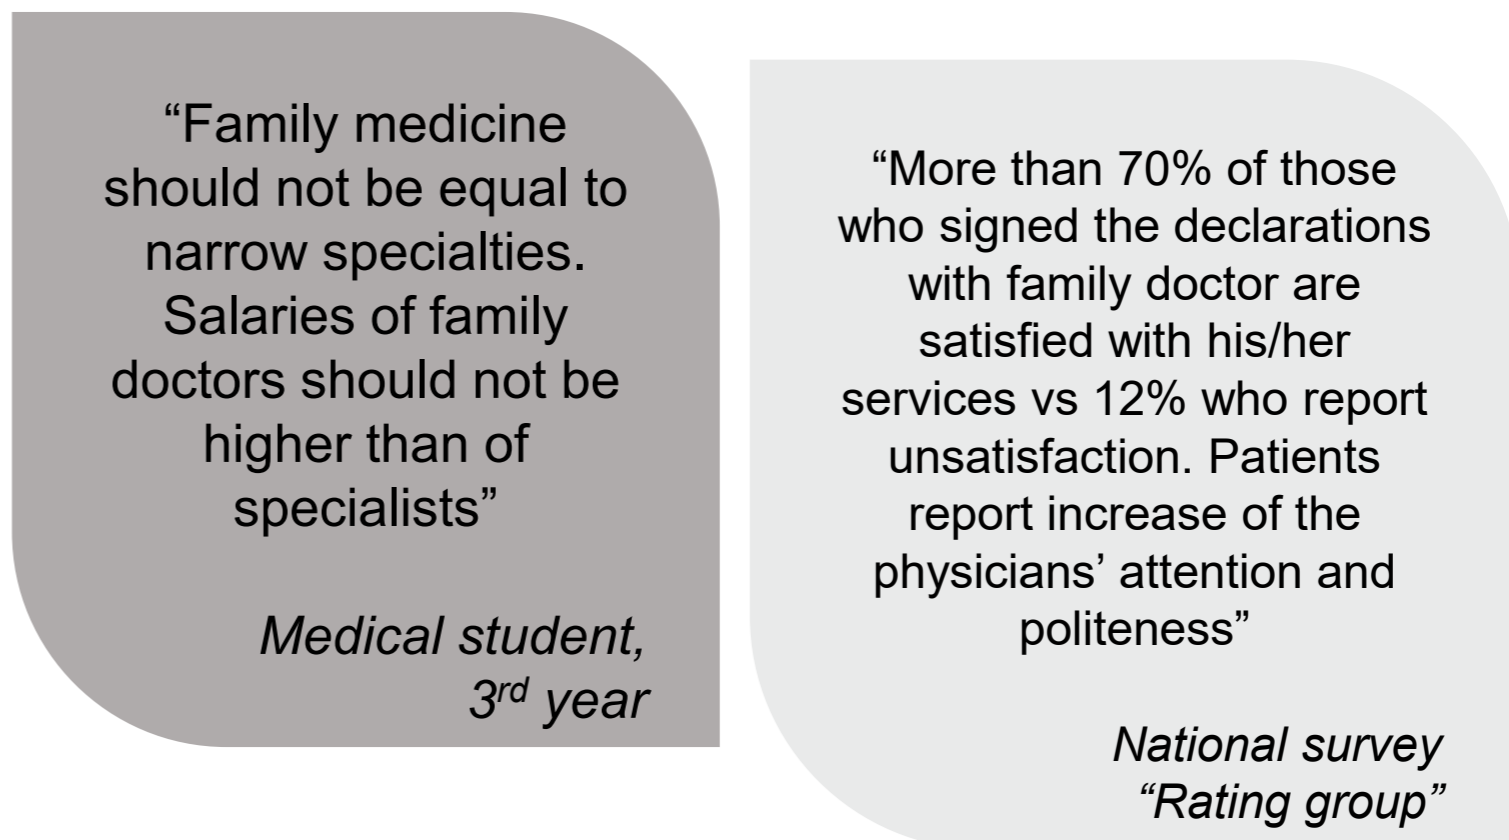 “Family medicine
should not be equal to
narrow specialties.
Salaries of family
doctors should not be
higher than of
specialists”
Medical student,
3rd year
“More than 70% of those
who signed the declarations
with family doctor are
satisfied with his/her
services vs 12% who report
unsatisfaction. Patients
report increase of the
physicians’ attention and
politeness”
National survey
“Rating group”